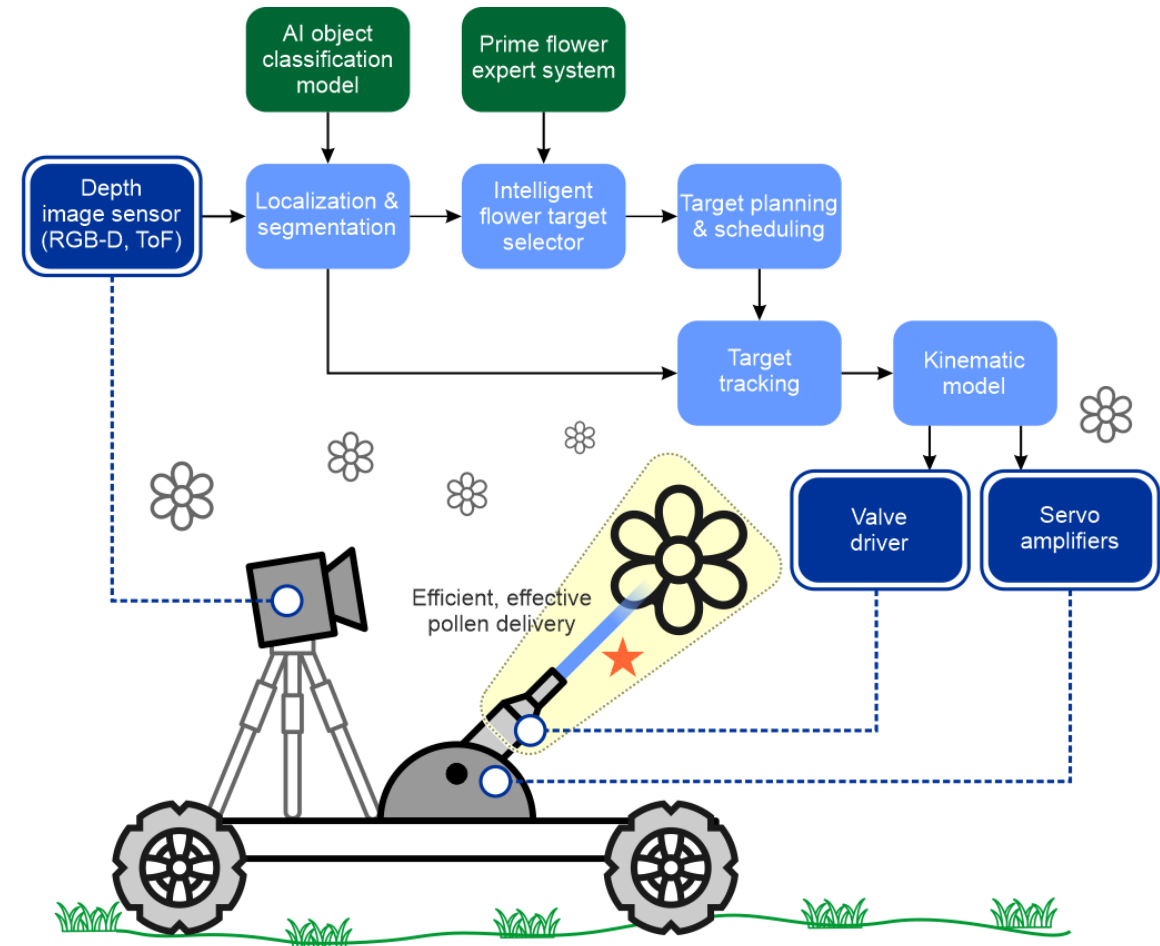 AI object
classification
model
Prime flower
expert system
Depth
image sensor
(RGB-D, ToF)
Localization &
segmentation
Intelligent
flower target
selector
Target planning
& scheduling
Target
tracking
Kinematic
model
Valve
driver
Servo
amplifiers
Efficient, effective
pollen delivery